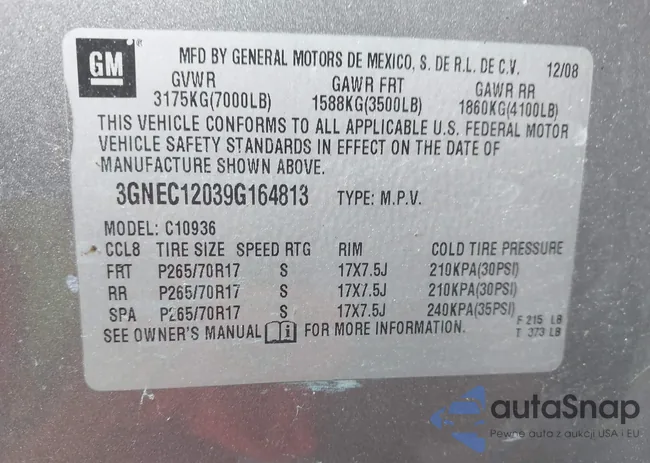 GM
MFD BY GENERAL MOTORS DE MEXICO, S. DE R.L. DE C.V. 12/08
GVWR GAWR FRT GAWR RR
3175KG(7000LB) 1588KG(3500LB) 1860KG(4100LB)
THIS VEHICLE CONFORMS TO ALL APPLICABLE U.S. FEDERAL MOTOR
VEHICLE SAFETY STANDARDS IN EFFECT ON THE DATE OF
MANUFACTURE SHOWN ABOVE.
3GNEC12039G164813 TYPE: M.P.V.
MODEL: C10936
CCL8 TIRE SIZE SPEED RTG RIM COLD TIRE PRESSURE
FRT P265/70R17 S 17X7.5J 210KPA(30PSI)
RR P265/70R17 S 17X7.5J 210KPA(30PSI)
SPA P265/70R17 S 17X7.5J 240KPA(35PSI)
F 215 LB
T 373 LB
SEE OWNER'S MANUAL i FOR MORE INFORMATION.
autaSnap
Pewne auta z aukcji USA i EU